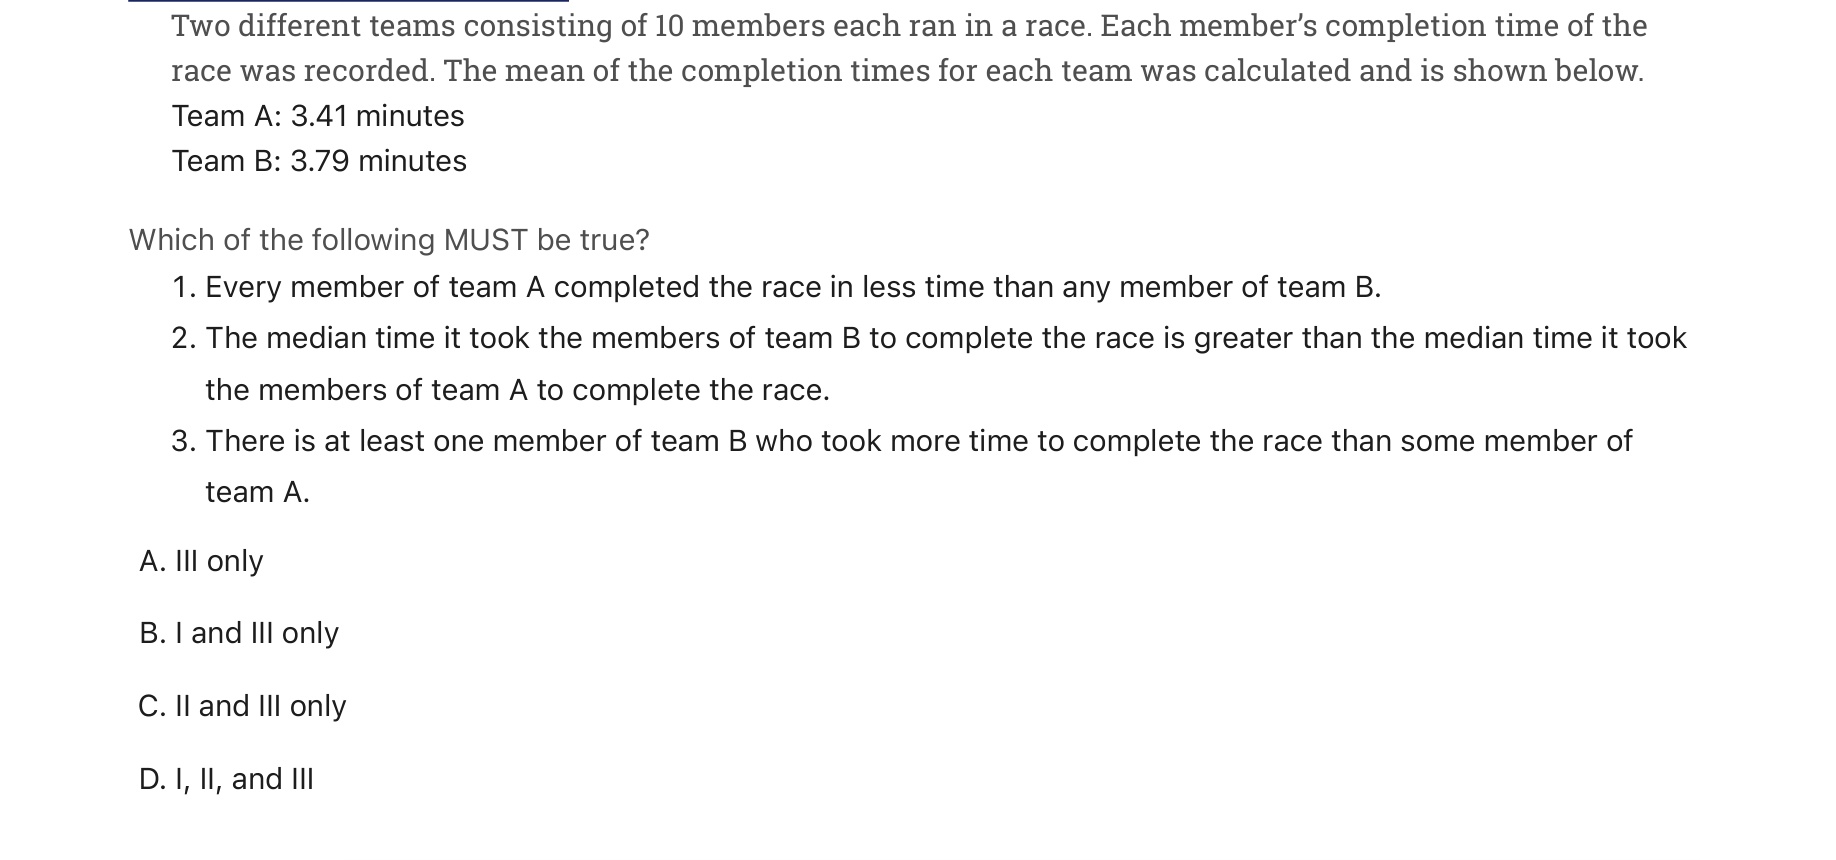 Two different teams consisting of 10 members each ran in a race. Each member’s completion time of the
race was recorded. The mean of the completion times for each team was calculated and is shown below.
Team A: 3.41 minutes
Team B: 3.79 minutes
Which of the following MUST be true?
1. Every member of team A completed the race in less time than any member of team B.
2. The median time it took the members of team B to complete the race is greater than the median time it took
the members of team A to complete the race.
3. There is at least one member of team B who took more time to complete the race than some member of
team A.
A. III only
B. I and III only
C. II and III only
D. I, II, and III